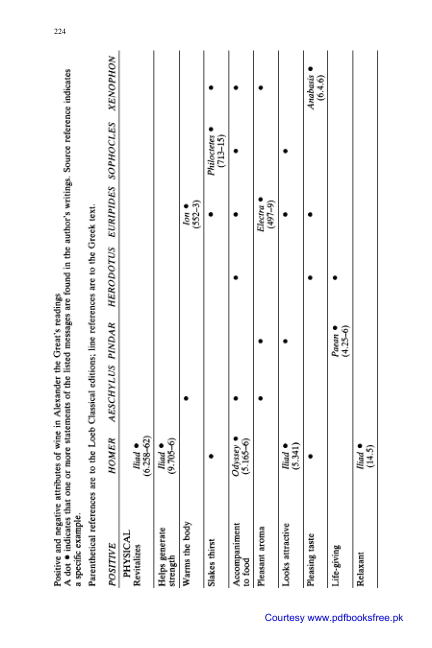 224
Positive and negative attributes of wine in Alexander the Great's readings
A dot • indicates that one or more statements of the listed messages are found in the author's writings. Source reference indicates
a specific example.
Parenthetical references are to the Loeb Classical editions; line references are to the Greek text.
POSITIVE HOMER AESCHYLUS PINDAR HERODOTUS EURIPIDES SOPHOCLES XENOPHON
PHYSICAL
Revitalizes Iliad •
(6.258–62)
Helps generate Iliad •
strength (9.705–6)
Warms the body • Ion •
(552–3)
Slakes thirst • • Philoctetes • •
(713–15)
Accompaniment Odyssey • • • • • •
to food (5.165–6)
Pleasant aroma • • Electra • •
(497–9)
Looks attractive Iliad • • • •
(5.341)
Pleasing taste • • • Anabasis •
(6.4.6)
Life-giving Paean • •
(4.25–6)
Relaxant Iliad •
(14.5)
Courtesy www.pdfbooksfree.pk